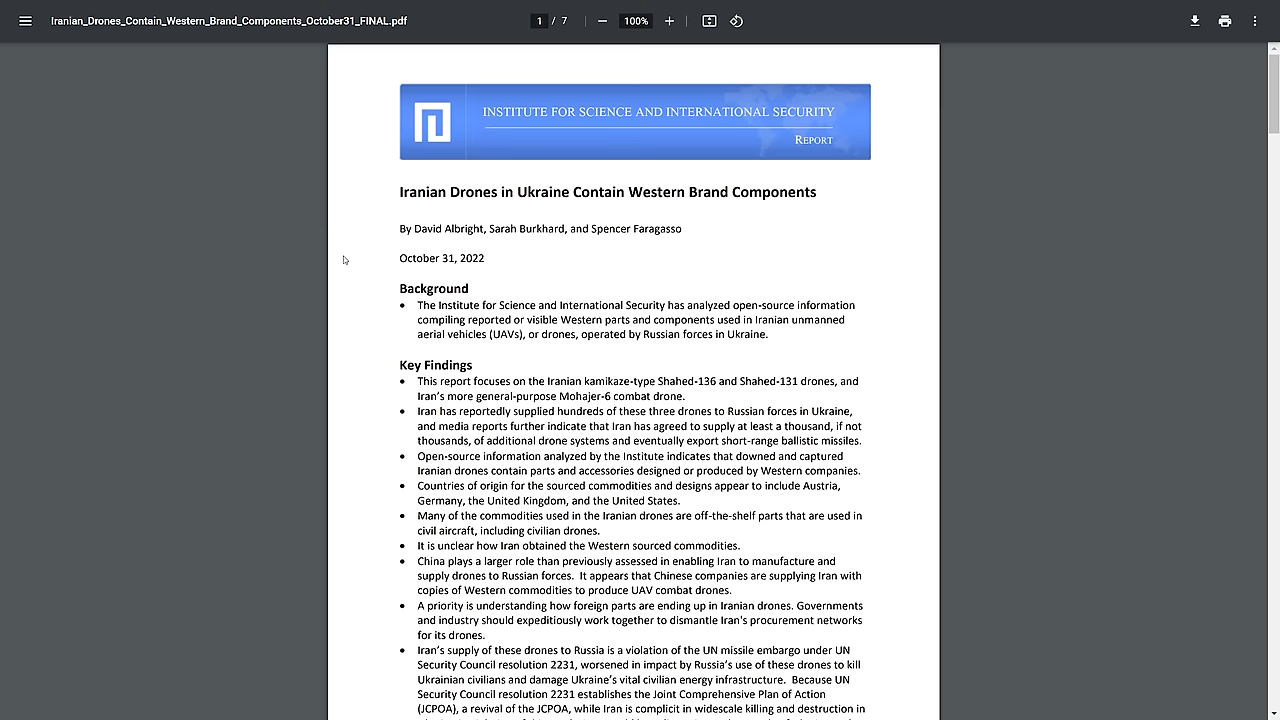 Iranian_Drones_Contain_Western_Brand_Components_October31_FINAL.pdf
1 / 7
100%
INSTITUTE FOR SCIENCE AND INTERNATIONAL SECURITY
REPORT
Iranian Drones in Ukraine Contain Western Brand Components
By David Albright, Sarah Burkhard, and Spencer Faragasso
October 31, 2022
Background
• The Institute for Science and International Security has analyzed open-source information
compiling reported or visible Western parts and components used in Iranian unmanned
aerial vehicles (UAVs), or drones, operated by Russian forces in Ukraine.
Key Findings
• This report focuses on the Iranian kamikaze-type Shahed-136 and Shahed-131 drones, and
Iran's more general-purpose Mohajer-6 combat drone.
• Iran has reportedly supplied hundreds of these three drones to Russian forces in Ukraine,
and media reports further indicate that Iran has agreed to supply at least a thousand, if not
thousands, of additional drone systems and eventually export short-range ballistic missiles.
• Open-source information analyzed by the Institute indicates that downed and captured
Iranian drones contain parts and accessories designed or produced by Western companies.
• Countries of origin for the sourced commodities and designs appear to include Austria,
Germany, the United Kingdom, and the United States.
• Many of the commodities used in the Iranian drones are off-the-shelf parts that are used in
civil aircraft, including civilian drones.
• It is unclear how Iran obtained the Western sourced commodities.
• China plays a larger role than previously assessed in enabling Iran to manufacture and
supply drones to Russian forces.  It appears that Chinese companies are supplying Iran with
copies of Western commodities to produce UAV combat drones.
• A priority is understanding how foreign parts are ending up in Iranian drones. Governments
and industry should expeditiously work together to dismantle Iran's procurement networks
for its drones.
• Iran's supply of these drones to Russia is a violation of the UN missile embargo under UN
Security Council resolution 2231, worsened in impact by Russia's use of these drones to kill
Ukrainian civilians and damage Ukraine's vital civilian energy infrastructure.  Because UN
Security Council resolution 2231 establishes the Joint Comprehensive Plan of Action
(JCPOA), a revival of the JCPOA, while Iran is complicit in widescale killing and destruction in